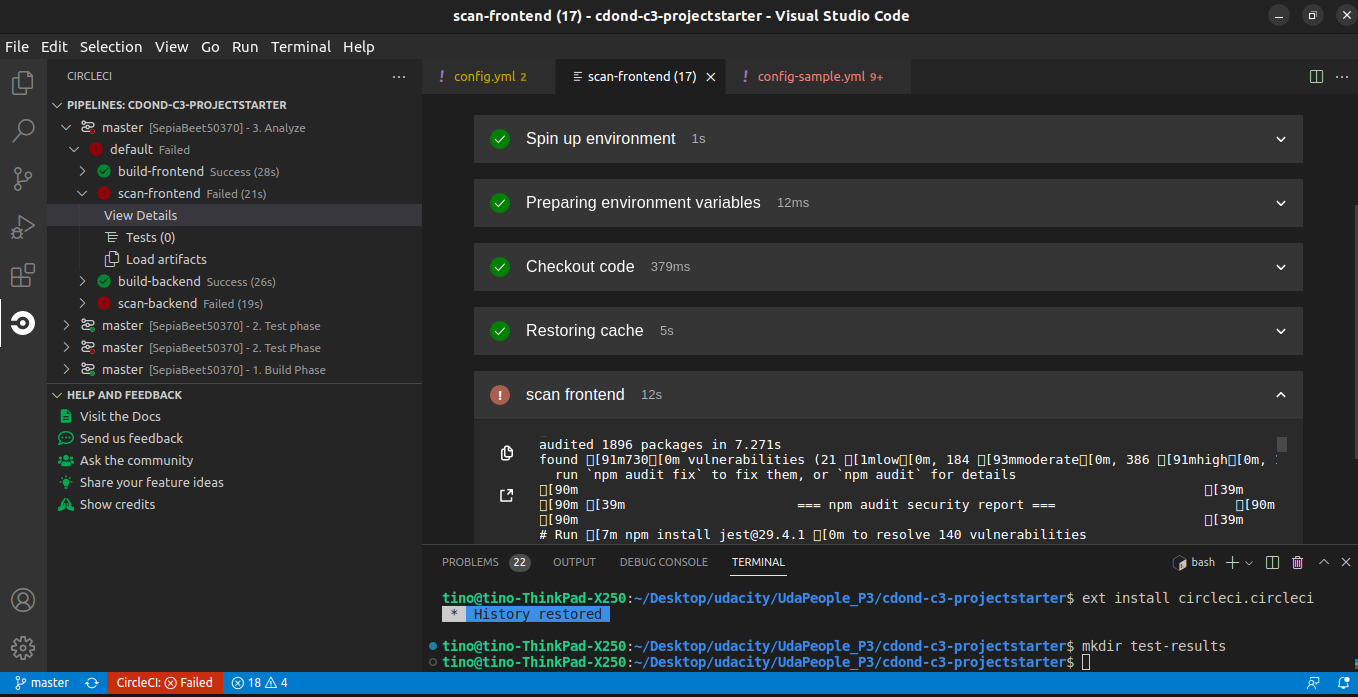 scan-frontend (17) - cdond-c3-projectstarter - Visual Studio Code
File Edit Selection View Go Run Terminal Help
CIRCLECI
PIPELINES: CDOND-C3-PROJECTSTARTER
master [SepiaBeet50370] - 3. Analyze
default Failed
build-frontend Success (28s)
scan-frontend Failed (21s)
View Details
Tests (0)
Load artifacts
build-backend Success (26s)
scan-backend Failed (19s)
master [SepiaBeet50370] - 2. Test phase
master [SepiaBeet50370] - 2. Test Phase
master [SepiaBeet50370] - 1. Build Phase
HELP AND FEEDBACK
Visit the Docs
Send us feedback
Ask the community
Share your feature ideas
Show credits
! config.yml 2
scan-frontend (17)
! config-sample.yml 9+
Spin up environment 1s
Preparing environment variables 12ms
Checkout code 379ms
Restoring cache 5s
scan frontend 12s
audited 1896 packages in 7.271s
found □[91m730□[0m vulnerabilities (21 □[1mlow□[0m, 184 □[93mmoderate□[0m, 386 □[91mhigh□[0m,
run `npm audit fix` to fix them, or `npm audit` for details
□[90m □[39m
□[90m □[39m === npm audit security report === □[90m
□[90m □[39m
# Run □[7m npm install jest@29.4.1 □[0m to resolve 140 vulnerabilities
PROBLEMS 22 OUTPUT DEBUG CONSOLE TERMINAL
bash
tino@tino-ThinkPad-X250:~/Desktop/udacity/UdaPeople_P3/cdond-c3-projectstarter$ ext install circleci.circleci
* History restored
tino@tino-ThinkPad-X250:~/Desktop/udacity/UdaPeople_P3/cdond-c3-projectstarter$ mkdir test-results
tino@tino-ThinkPad-X250:~/Desktop/udacity/UdaPeople_P3/cdond-c3-projectstarter$
master CircleCI: Failed 18 4